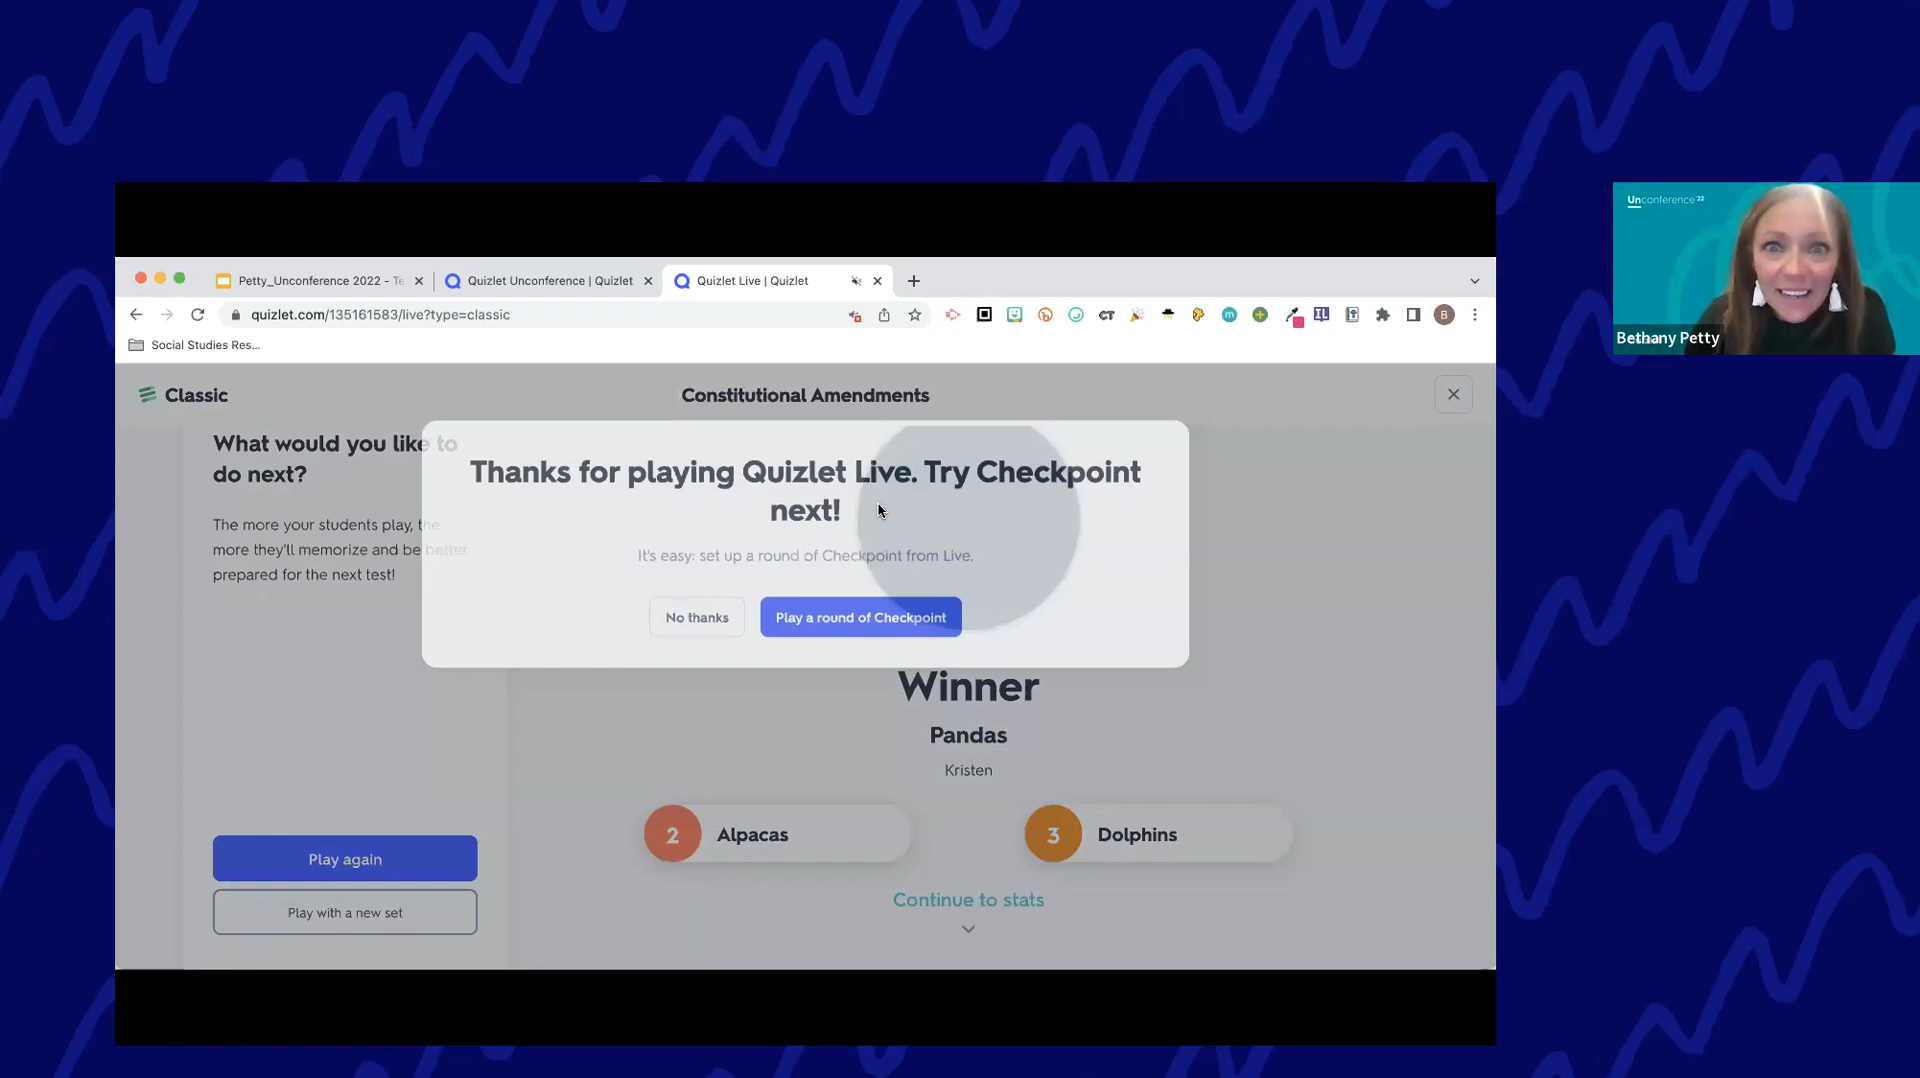 Petty_Unconference 2022 - Te
Quizlet Unconference | Quizlet
Quizlet Live | Quizlet
quizlet.com/135161583/live?type=classic
CT
m
IL
B
Social Studies Res...
Classic
Constitutional Amendments
What would you like to
do next?
The more your students play, the
more they'll memorize and be better
prepared for the next test!
Thanks for playing Quizlet Live. Try Checkpoint
next!
It's easy: set up a round of Checkpoint from Live.
No thanks
Play a round of Checkpoint
Winner
Pandas
Kristen
2 Alpacas
3 Dolphins
Continue to stats
Play again
Play with a new set
Unconference'22
Bethany Petty